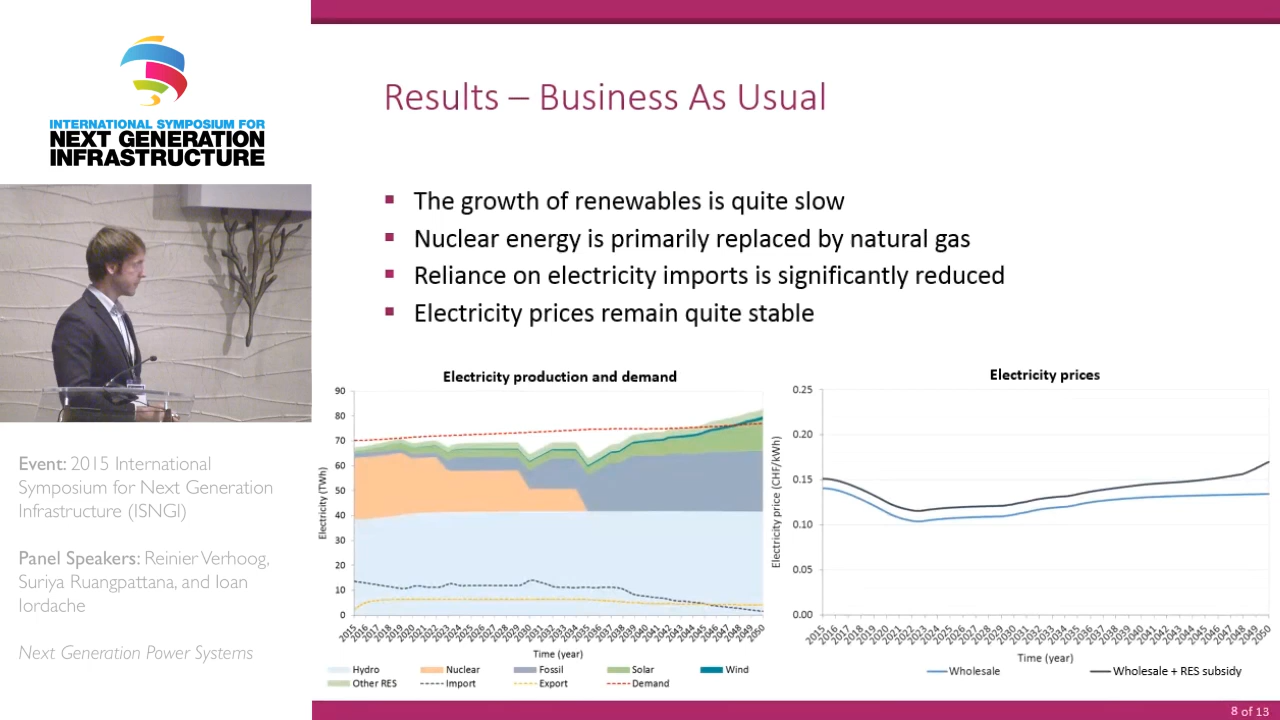 INTERNATIONAL SYMPOSIUM FOR
NEXT GENERATION
INFRASTRUCTURE
Event: 2015 International
Symposium for Next Generation
Infrastructure (ISNGI)
Panel Speakers: Reinier Verhoog,
Suriya Ruangpattana, and Ioan
Iordache
Next Generation Power Systems
Results – Business As Usual
The growth of renewables is quite slow
Nuclear energy is primarily replaced by natural gas
Reliance on electricity imports is significantly reduced
Electricity prices remain quite stable
Electricity production and demand
Electricity (TWh)
90
80
70
60
50
40
30
20
10
0
Time (year)
Hydro Nuclear Fossil Solar Wind
Other RES Import Export Demand
Electricity prices
Electricity price (CHF/kWh)
0.25
0.20
0.15
0.10
0.05
0.00
Time (year)
Wholesale Wholesale + RES subsidy
8 of 13